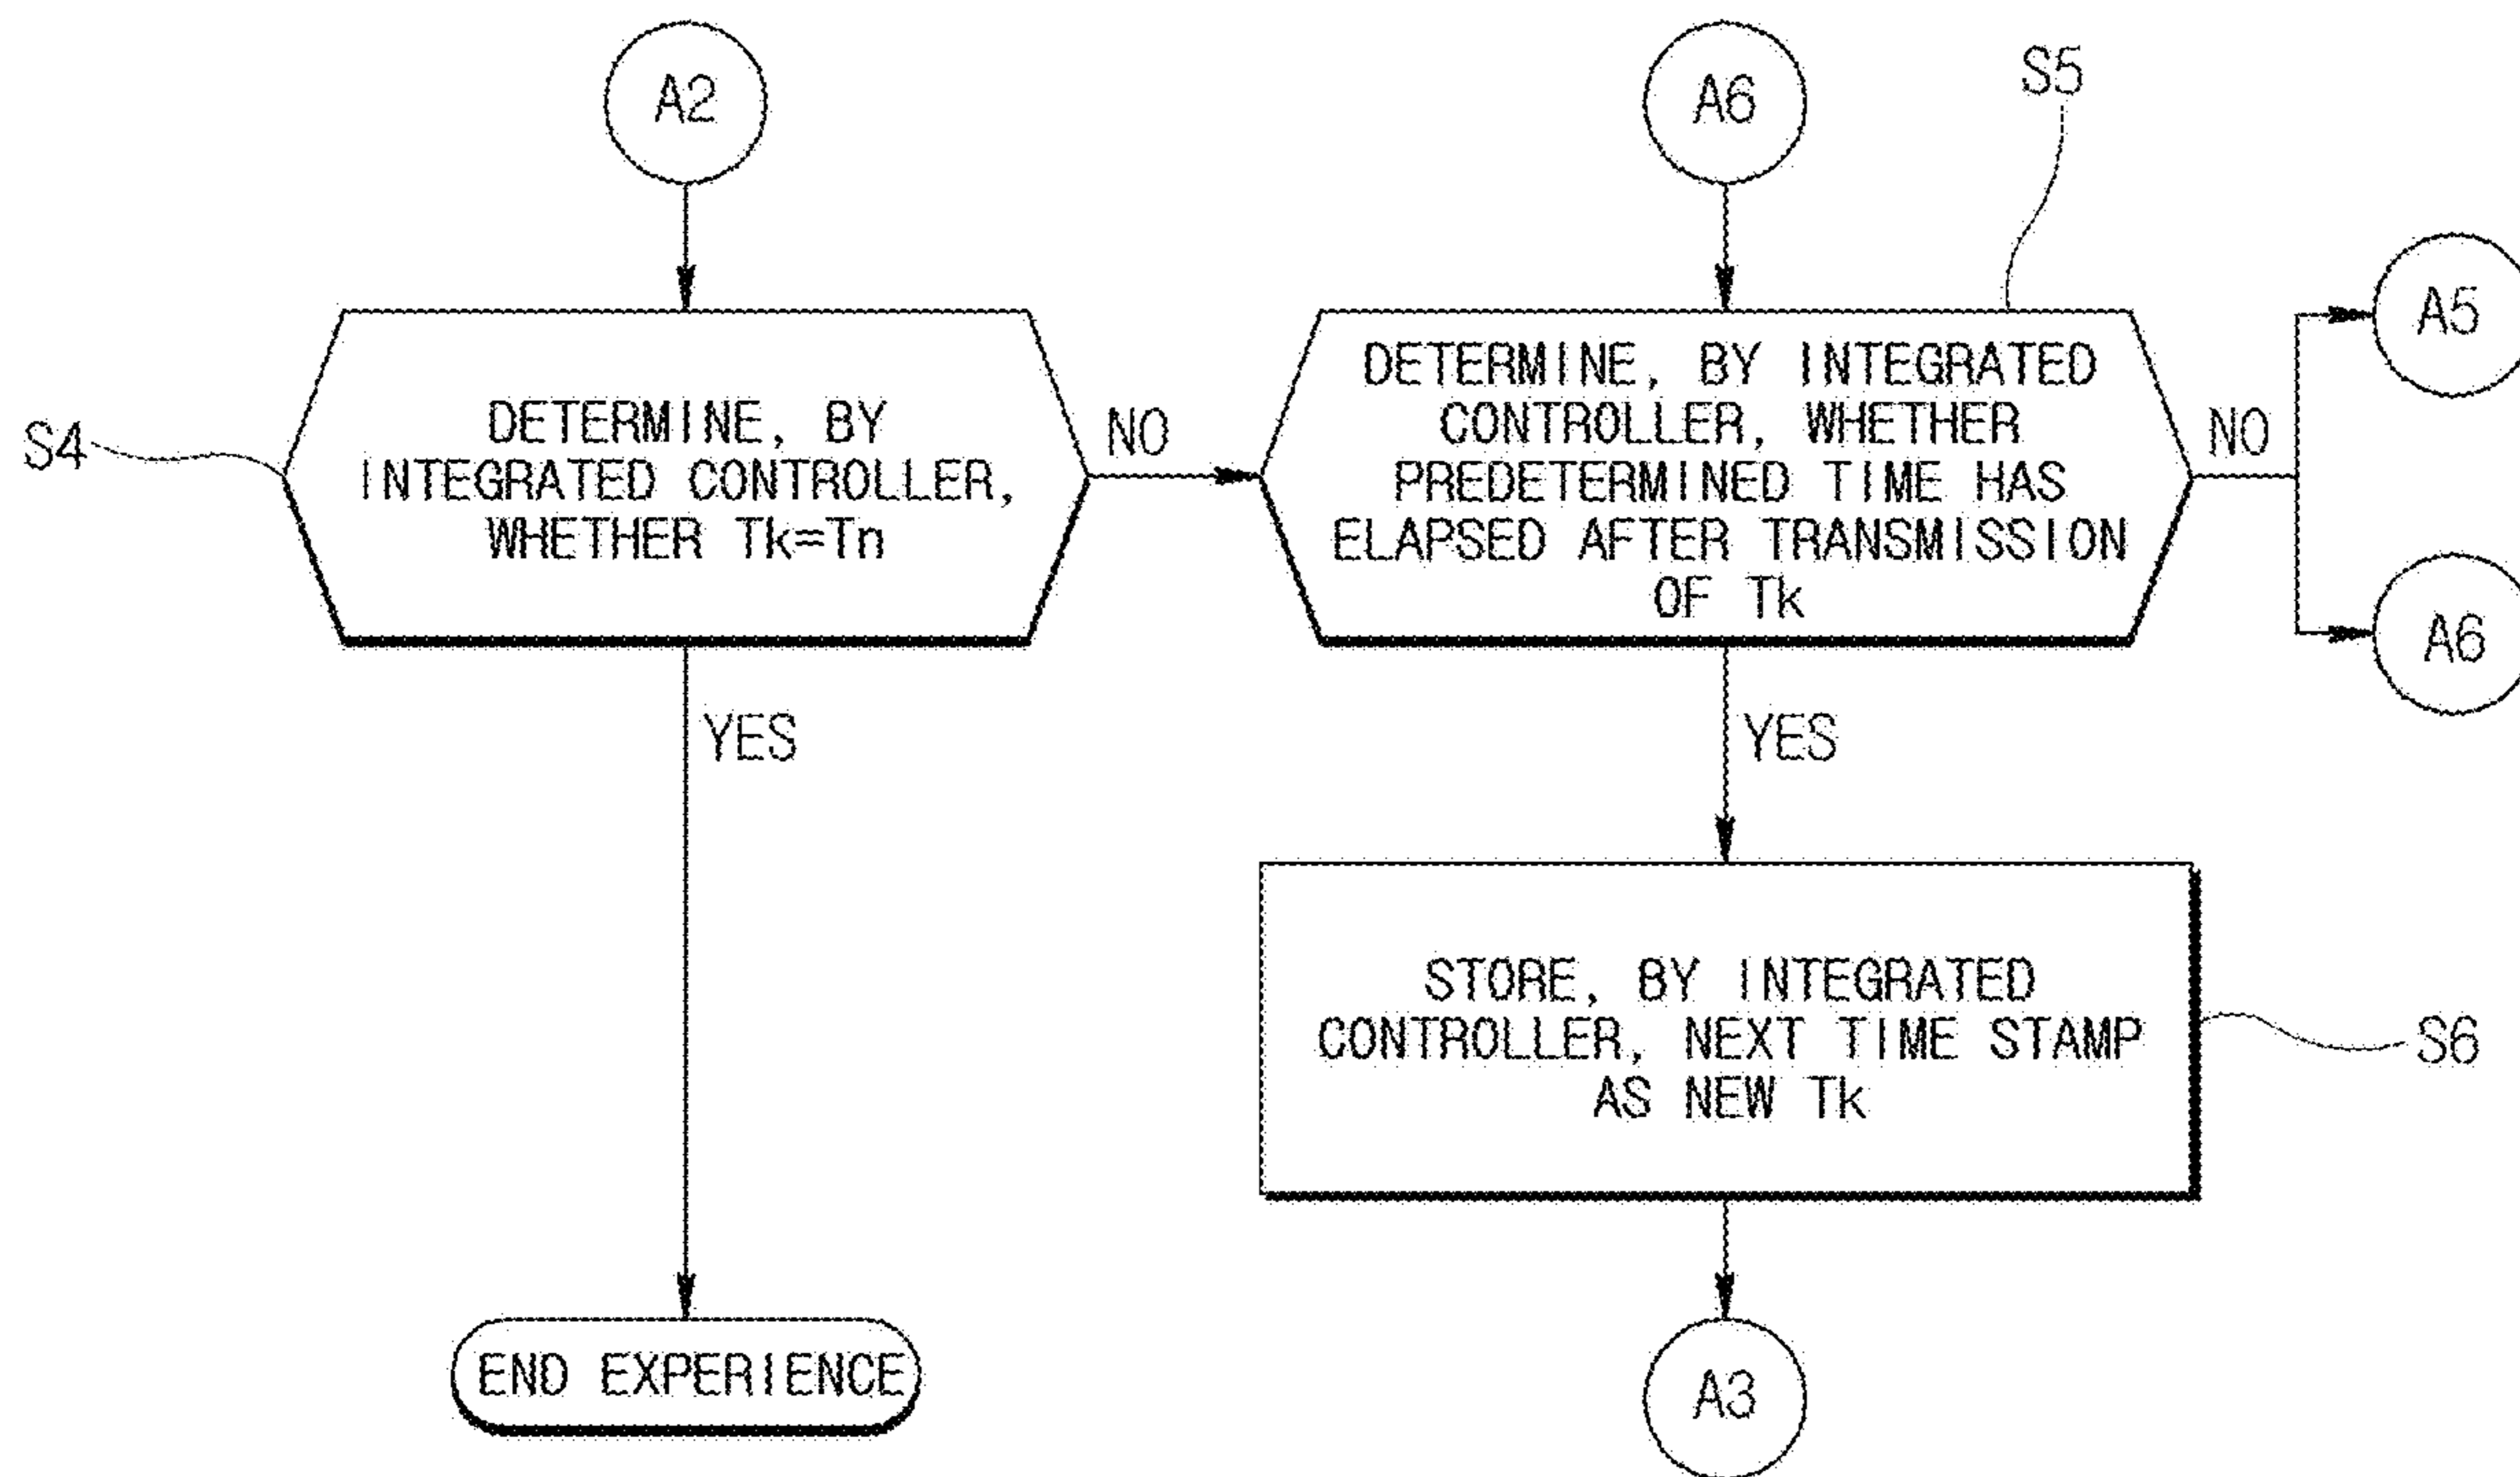 A2
A6
S5
S4
DETERMINE, BY
INTEGRATED CONTROLLER,
WHETHER Tk=Tn
NO
DETERMINE, BY INTEGRATED
CONTROLLER, WHETHER
PREDETERMINED TIME HAS
ELAPSED AFTER TRANSMISSION
OF Tk
NO
A5
A6
YES
YES
STORE, BY INTEGRATED
CONTROLLER, NEXT TIME STAMP
AS NEW Tk
S6
END EXPERIENCE
A3